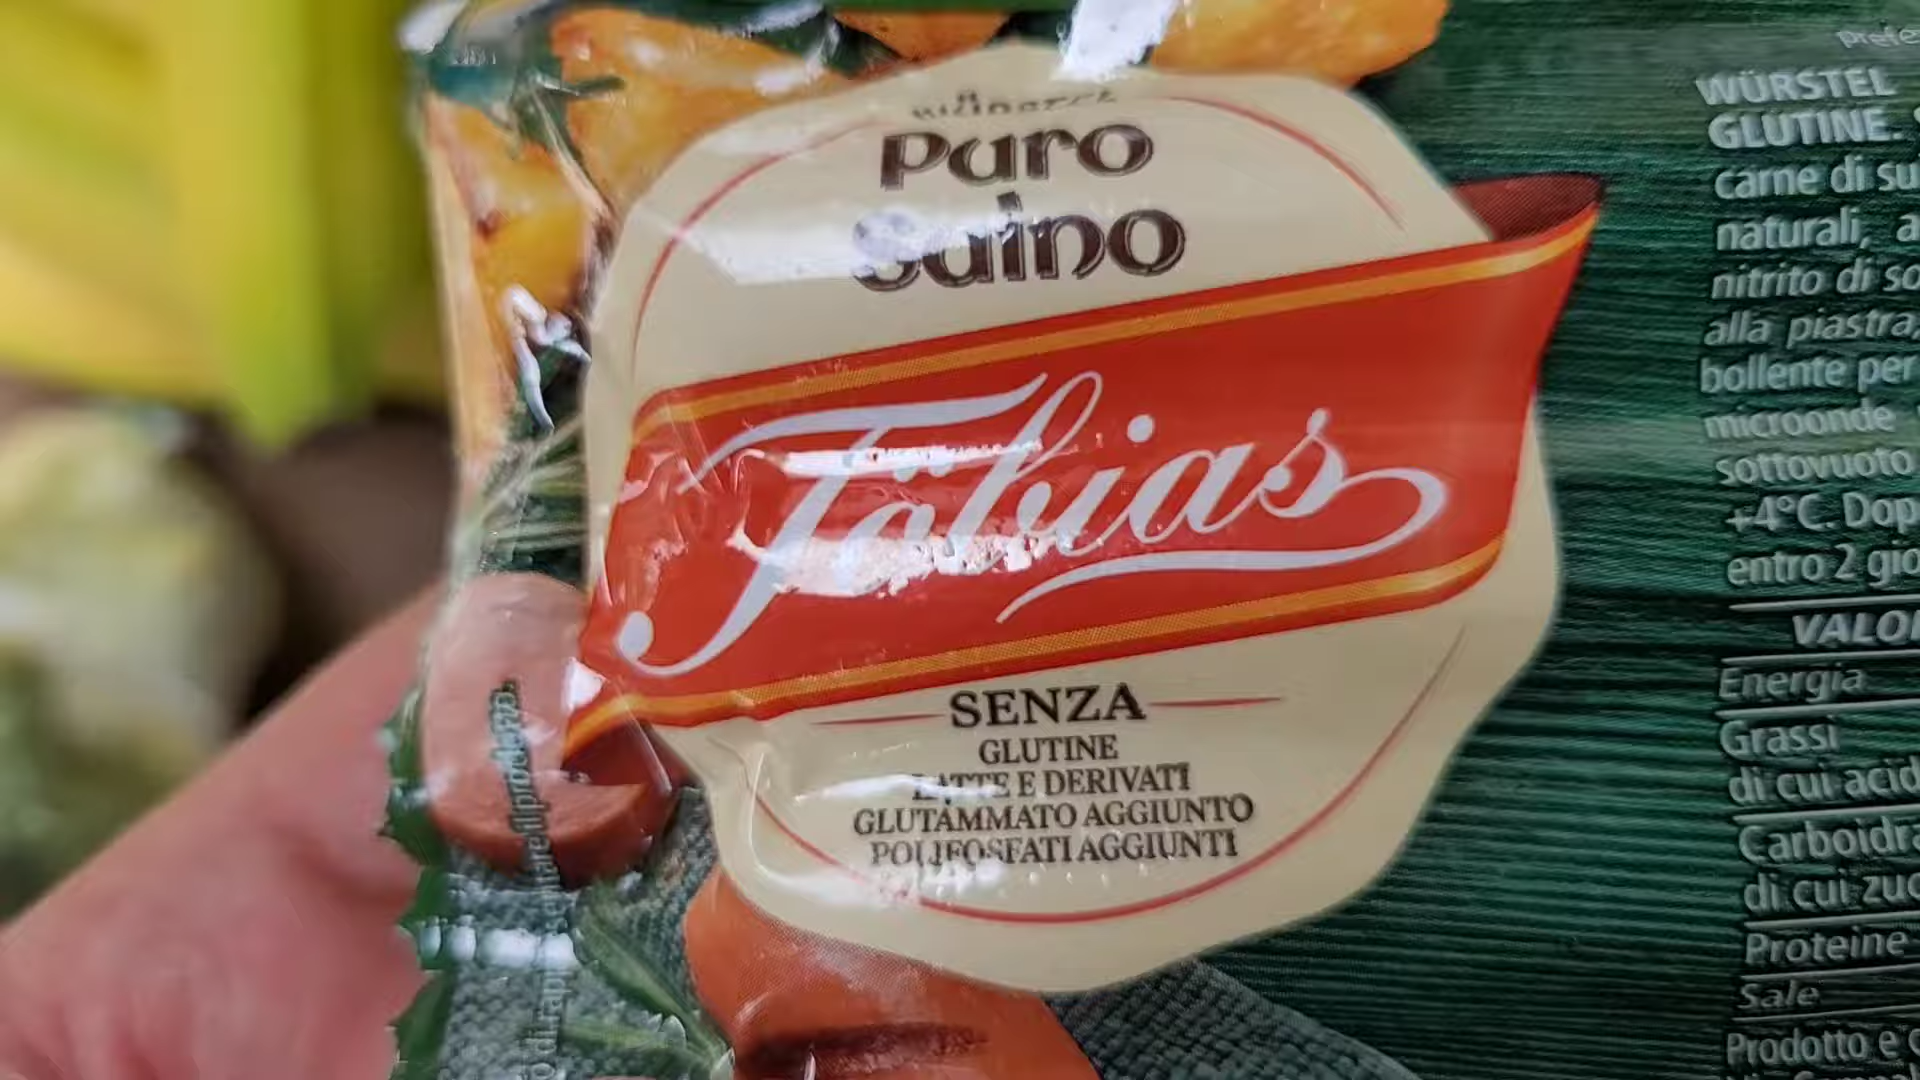 Puro
Suino
Tobias
SENZA
GLUTINE
LATTE E DERIVATI
GLUTAMMATO AGGIUNTO
POLIFOSFATI AGGIUNTI
prefe
WÜRSTEL
GLUTINE.
carne di su
naturali, a
nitrito di so
alla piastra,
bollente per
microonde
sottovuoto
+4°C. Dop
entro 2 gio
VALO
Energia
Grassi
di cui acid
Carboidra
di cui zuc
Proteine
Sale
Prodotto e c